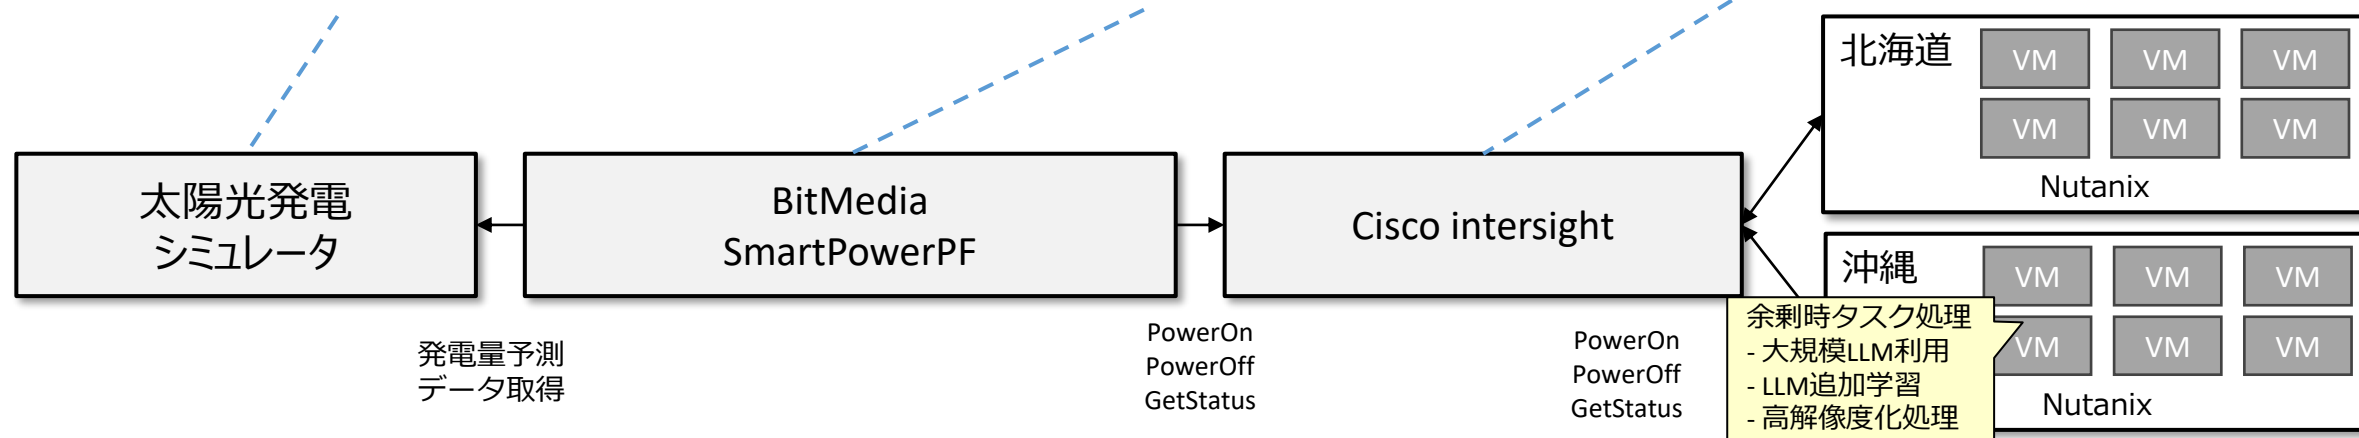 太陽光発電
シミュレータ
BitMedia
SmartPowerPF
Cisco intersight
発電量予測
データ取得
PowerOn
PowerOff
GetStatus
PowerOn
PowerOff
GetStatus
北海道
VM
VM
VM
VM
VM
VM
Nutanix
沖縄
VM
VM
VM
VM
VM
VM
Nutanix
余剰時タスク処理
- 大規模LLM利用
- LLM追加学習
- 高解像度化処理